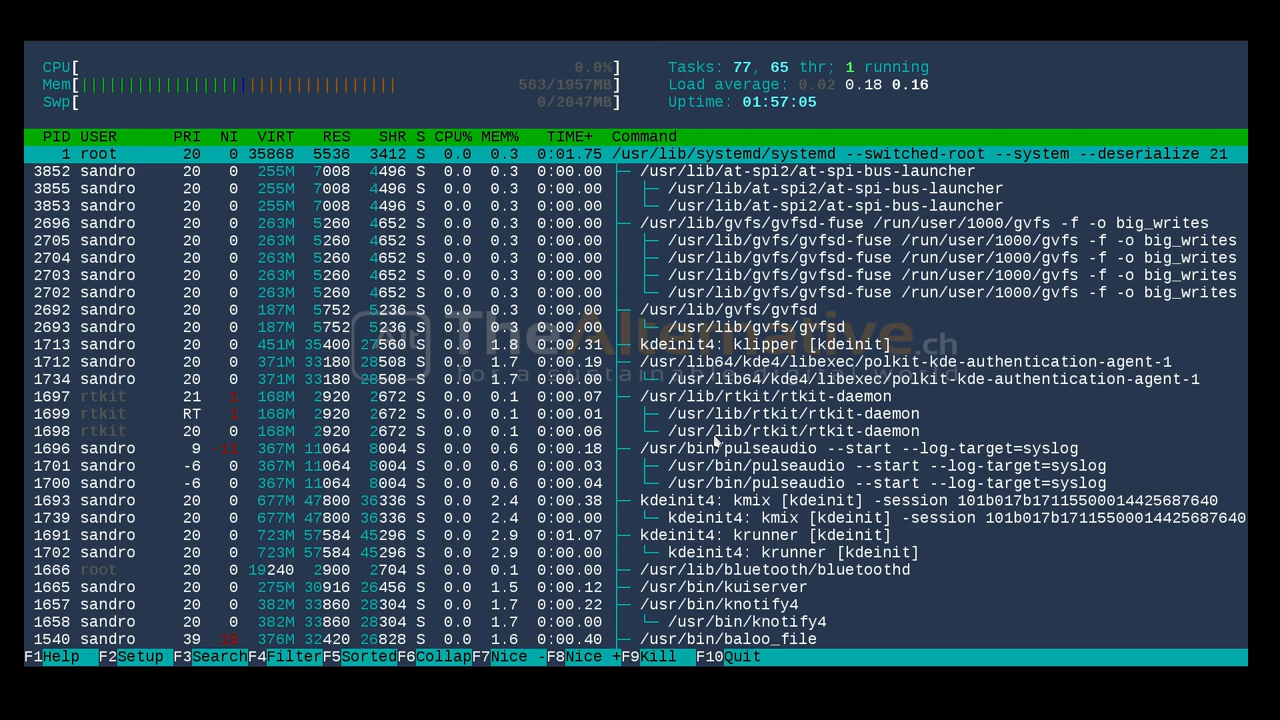 CPU[ 0.0%] Tasks: 77, 65 thr; 1 running
Mem[|||||||||||||||||||||||||||||||||||||||| 563/1957MB] Load average: 0.02 0.18 0.16
Swp[ 0/2047MB] Uptime: 01:57:05
PID USER PRI NI VIRT RES SHR S CPU% MEM% TIME+ Command
1 root 20 0 35868 5536 3412 S 0.0 0.3 0:01.75 /usr/lib/systemd/systemd --switched-root --system --deserialize 21
3852 sandro 20 0 255M 7008 4496 S 0.0 0.3 0:00.00 ├─ /usr/lib/at-spi2/at-spi-bus-launcher
3855 sandro 20 0 255M 7008 4496 S 0.0 0.3 0:00.00 │ ├─ /usr/lib/at-spi2/at-spi-bus-launcher
3853 sandro 20 0 255M 7008 4496 S 0.0 0.3 0:00.00 │ └─ /usr/lib/at-spi2/at-spi-bus-launcher
2696 sandro 20 0 263M 5260 4652 S 0.0 0.3 0:00.00 ├─ /usr/lib/gvfs/gvfsd-fuse /run/user/1000/gvfs -f -o big_writes
2705 sandro 20 0 263M 5260 4652 S 0.0 0.3 0:00.00 │ ├─ /usr/lib/gvfs/gvfsd-fuse /run/user/1000/gvfs -f -o big_writes
2704 sandro 20 0 263M 5260 4652 S 0.0 0.3 0:00.00 │ ├─ /usr/lib/gvfs/gvfsd-fuse /run/user/1000/gvfs -f -o big_writes
2703 sandro 20 0 263M 5260 4652 S 0.0 0.3 0:00.00 │ ├─ /usr/lib/gvfs/gvfsd-fuse /run/user/1000/gvfs -f -o big_writes
2702 sandro 20 0 263M 5260 4652 S 0.0 0.3 0:00.00 │ └─ /usr/lib/gvfs/gvfsd-fuse /run/user/1000/gvfs -f -o big_writes
2692 sandro 20 0 187M 5752 5236 S 0.0 0.3 0:00.00 ├─ /usr/lib/gvfs/gvfsd
2693 sandro 20 0 187M 5752 5236 S 0.0 0.3 0:00.00 │ └─ /usr/lib/gvfs/gvfsd
TheAlternative.ch
for a sustainable digital world
1713 sandro 20 0 451M 35400 27560 S 0.0 1.8 0:00.31 ├─ kdeinit4: klipper [kdeinit]
1712 sandro 20 0 371M 33180 28508 S 0.0 1.7 0:00.19 ├─ /usr/lib64/kde4/libexec/polkit-kde-authentication-agent-1
1734 sandro 20 0 371M 33180 28508 S 0.0 1.7 0:00.00 │ └─ /usr/lib64/kde4/libexec/polkit-kde-authentication-agent-1
1697 rtkit 21 1 168M 2920 2672 S 0.0 0.1 0:00.07 ├─ /usr/lib/rtkit/rtkit-daemon
1699 rtkit RT 1 168M 2920 2672 S 0.0 0.1 0:00.01 │ ├─ /usr/lib/rtkit/rtkit-daemon
1698 rtkit 20 0 168M 2920 2672 S 0.0 0.1 0:00.06 │ └─ /usr/lib/rtkit/rtkit-daemon
1696 sandro 9 -11 367M 11064 8004 S 0.0 0.6 0:00.18 ├─ /usr/bin/pulseaudio --start --log-target=syslog
1701 sandro -6 0 367M 11064 8004 S 0.0 0.6 0:00.03 │ ├─ /usr/bin/pulseaudio --start --log-target=syslog
1700 sandro -6 0 367M 11064 8004 S 0.0 0.6 0:00.04 │ └─ /usr/bin/pulseaudio --start --log-target=syslog
1693 sandro 20 0 677M 47800 36336 S 0.0 2.4 0:00.38 ├─ kdeinit4: kmix [kdeinit] -session 101b017b17115500014425687640
1739 sandro 20 0 677M 47800 36336 S 0.0 2.4 0:00.00 │ └─ kdeinit4: kmix [kdeinit] -session 101b017b17115500014425687640
1691 sandro 20 0 723M 57584 45296 S 0.0 2.9 0:01.07 ├─ kdeinit4: krunner [kdeinit]
1702 sandro 20 0 723M 57584 45296 S 0.0 2.9 0:00.00 │ └─ kdeinit4: krunner [kdeinit]
1666 root 20 0 19240 2900 2704 S 0.0 0.1 0:00.00 ├─ /usr/lib/bluetooth/bluetoothd
1665 sandro 20 0 275M 30916 26456 S 0.0 1.5 0:00.12 ├─ /usr/bin/kuiserver
1657 sandro 20 0 382M 33860 28304 S 0.0 1.7 0:00.22 ├─ /usr/bin/knotify4
1658 sandro 20 0 382M 33860 28304 S 0.0 1.7 0:00.00 │ └─ /usr/bin/knotify4
1540 sandro 39 19 376M 32420 26828 S 0.0 1.6 0:00.40 ├─ /usr/bin/baloo_file
F1Help F2Setup F3SearchF4FilterF5SortedF6CollapF7Nice -F8Nice +F9Kill F10Quit